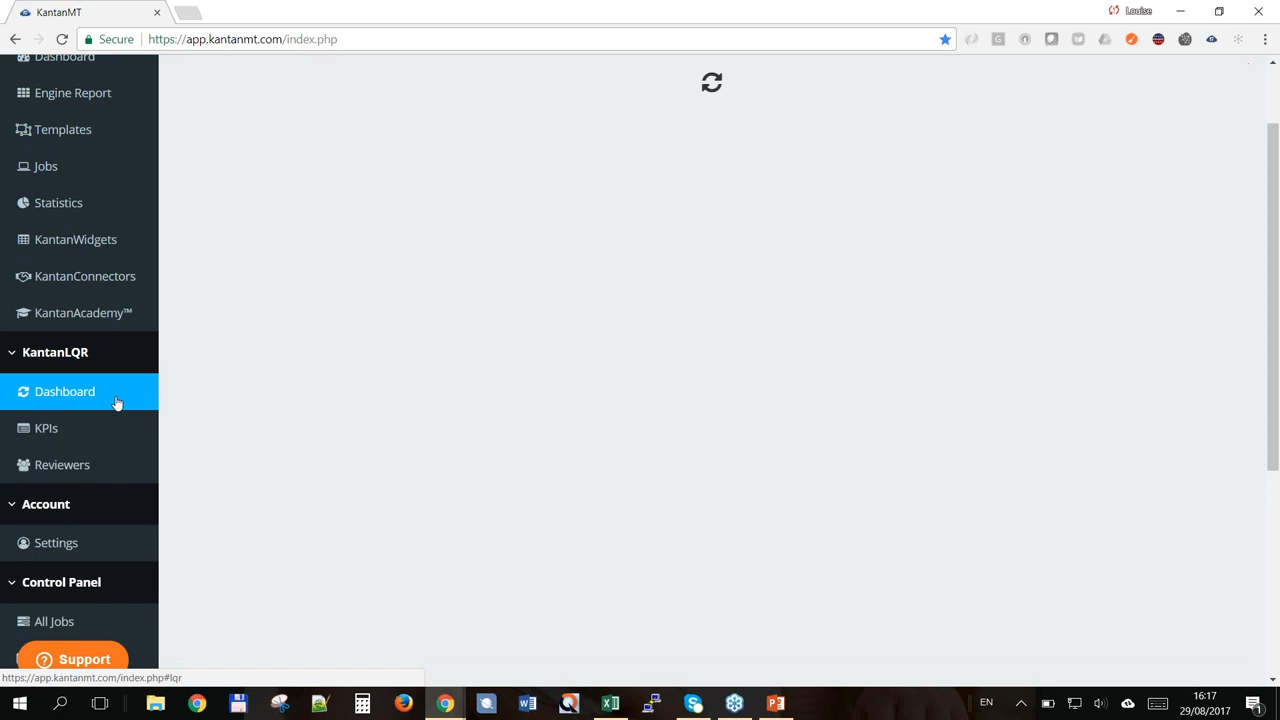 KantanMT
Louise
Secure
https://app.kantanmt.com/index.php
Dashboard
Engine Report
Templates
Jobs
Statistics
KantanWidgets
KantanConnectors
KantanAcademy™
KantanLQR
Dashboard
KPIs
Reviewers
Account
Settings
Control Panel
All Jobs
Support
https://app.kantanmt.com/index.php#lqr
EN
16:17
29/08/2017